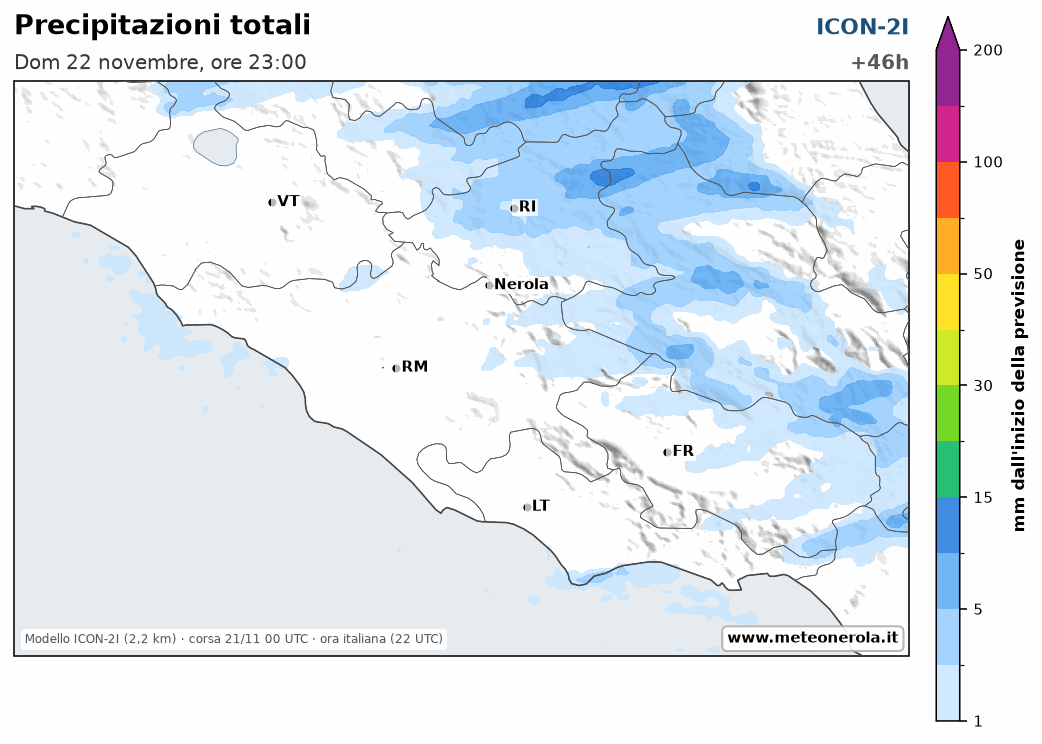 Precipitazioni totali
ICON-2I
Dom 22 novembre, ore 23:00
+46h
VT
RI
Nerola
RM
FR
LT
Modello ICON-2I (2,2 km) · corsa 21/11 00 UTC · ora italiana (22 UTC)
www.meteonerola.it
200
100
50
30
15
5
1
mm dall'inizio della previsione